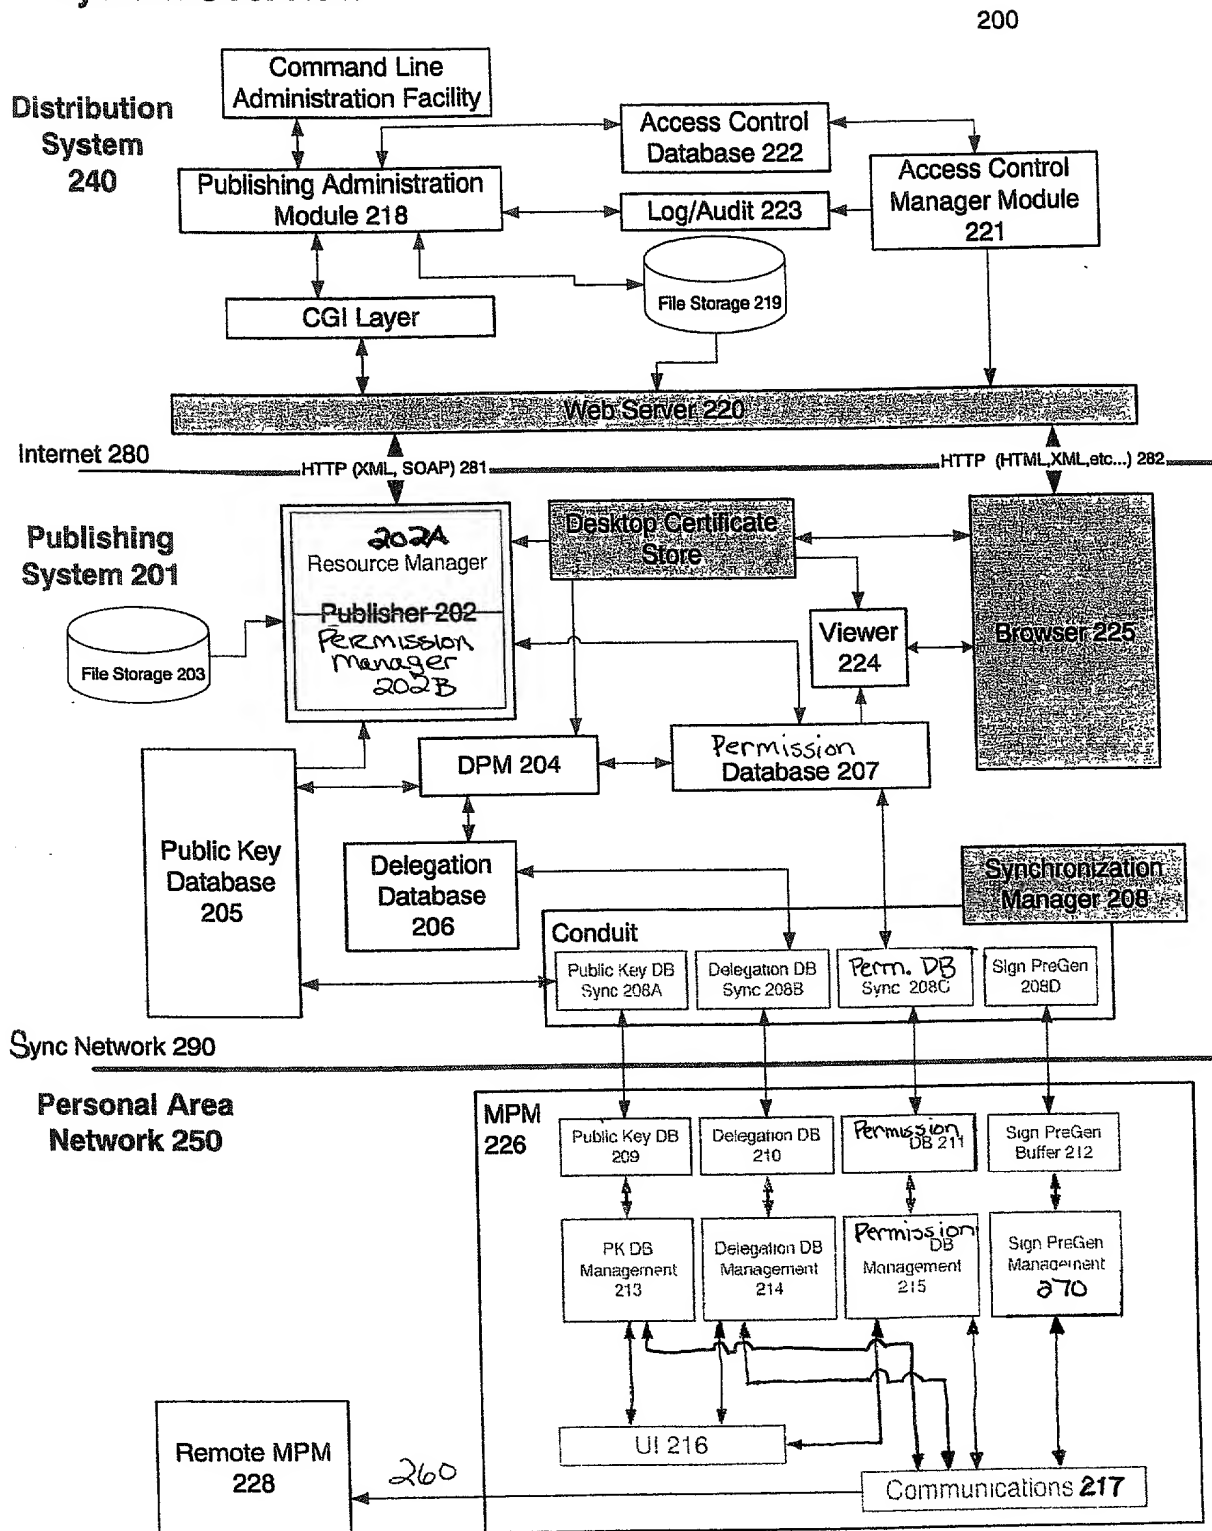 200
Command Line
Administration Facility
Distribution
System
240
Access Control
Database 222
Publishing Administration
Module 218
Log/Audit 223
Access Control
Manager Module
221
File Storage 219
CGI Layer
Web Server 220
Internet 280
HTTP (XML, SOAP) 281
HTTP (HTML,XML,etc...) 282
Publishing
System 201
202A
Resource Manager
Publisher 202
Permission
Manager
202B
Desktop Certificate
Store
File Storage 203
Viewer
224
Browser 225
DPM 204
Permission
Database 207
Public Key
Database
205
Delegation
Database
206
Synchronization
Manager 208
Conduit
Public Key DB
Sync 208A
Delegation DB
Sync 208B
Perm. DB
Sync 208C
Sign PreGen
208D
Sync Network 290
Personal Area
Network 250
MPM
226
Public Key DB
209
Delegation DB
210
Permission
DB 211
Sign PreGen
Buffer 212
PK DB
Management
213
Delegation DB
Management
214
Permission
DB
Management
215
Sign PreGen
Management
270
UI 216
Remote MPM
228
260
Communications 217